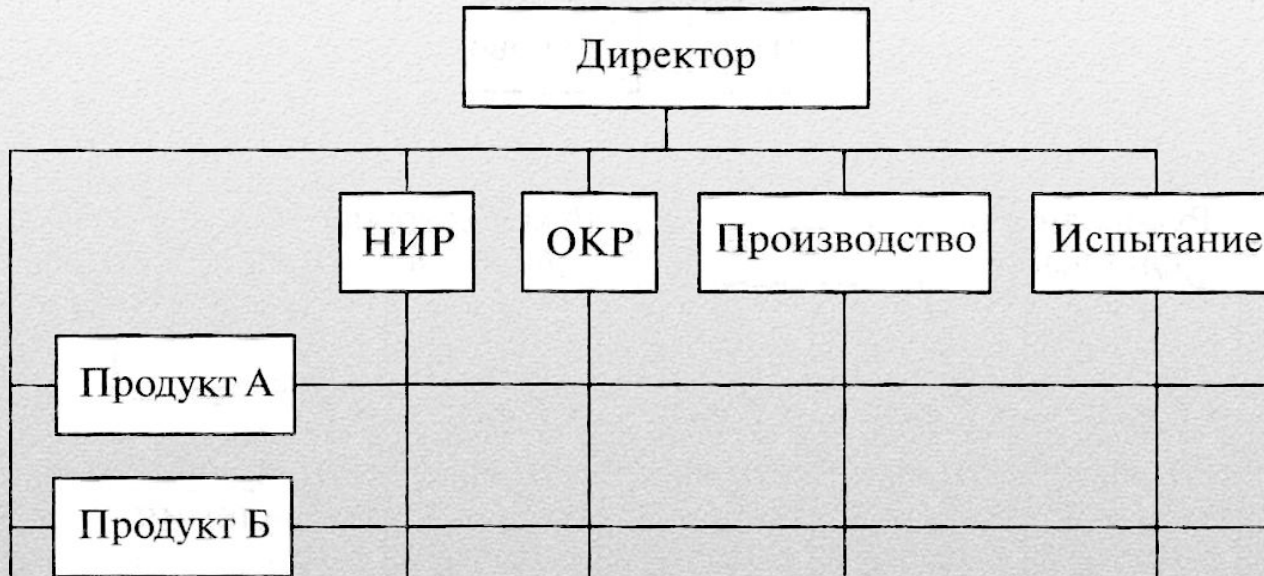 Директор
НИР
ОКР
Производство
Испытание
Продукт А
Продукт Б